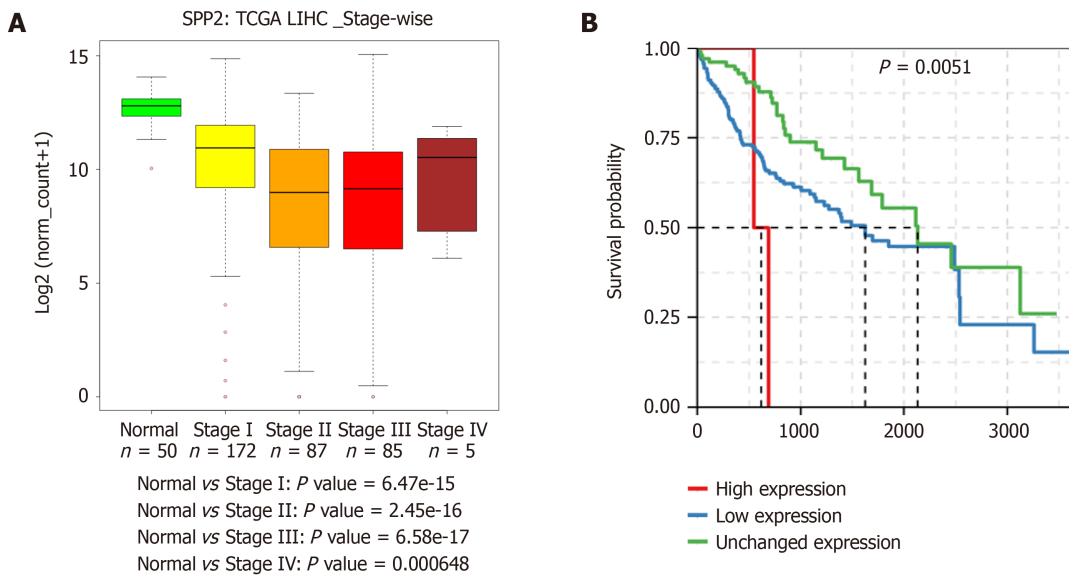 A
SPP2: TCGA LIHC _Stage-wise
Log2 (norm_count+1)
15
10
5
0
Normal Stage I Stage II Stage III Stage IV
n = 50 n = 172 n = 87 n = 85 n = 5
Normal vs Stage I: P value = 6.47e-15
Normal vs Stage II: P value = 2.45e-16
Normal vs Stage III: P value = 6.58e-17
Normal vs Stage IV: P value = 0.000648
B
P = 0.0051
Survival probability
1.00
0.75
0.50
0.25
0.00
0 1000 2000 3000
High expression
Low expression
Unchanged expression